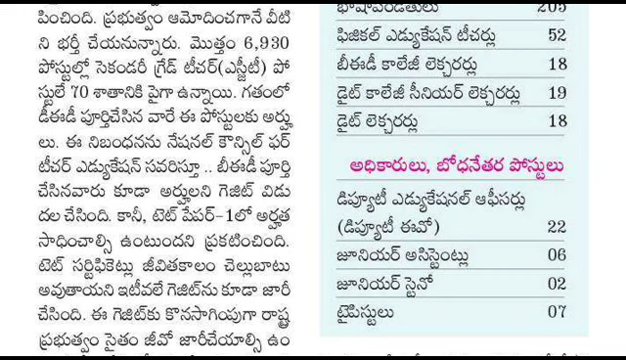 పించింది. ప్రభుత్వం ఆమోదించగానే వీటి
ని భర్తీ చేయనున్నారు. మొత్తం 6,930
పోస్టుల్లో సెకండరీ గ్రేడ్ టీచర్(ఎస్జీటీ) పో
స్టులే 70 శాతానికి పైగా ఉన్నాయి. గతంలో
డీఈడీ పూర్తిచేసిన వారే ఈ పోస్టులకు అర్హు
లు. ఈ నిబంధనను నేషనల్ కౌన్సిల్ ఫర్
టీచర్ ఎడ్యుకేషన్ సవరిస్తూ .. బీఈడీ పూర్తి
చేసినవారు కూడా అర్హులని గెజిట్ విడు
దల చేసింది. కానీ, టెట్ పేపర్-1లో అర్హత
సాధించాల్సి ఉంటుందని ప్రకటించింది.
టెట్ సర్టిఫికెట్లు జీవితకాలం చెల్లుబాటు
అవుతాయని ఇటీవలే గెజిట్‌ను కూడా జారీ
చేసింది. ఈ గెజిట్‌కు కొనసాగింపుగా రాష్ట్ర
ప్రభుత్వం సైతం జీవో జారీచేయాల్సి ఉం
భాషాపండితులు 205
ఫిజికల్ ఎడ్యుకేషన్ టీచర్లు 52
బీఈడీ కాలేజీ లెక్చరర్లు 18
డైట్ కాలేజీ సీనియర్ లెక్చరర్లు 19
డైట్ లెక్చరర్లు 18
అధికారులు, బోధనేతర పోస్టులు
డిప్యూటీ ఎడ్యుకేషనల్ ఆఫీసర్లు
(డిప్యూటీ ఈవో) 22
జూనియర్ అసిస్టెంట్లు 06
జూనియర్ స్టెనో 02
టైపిస్టులు 07